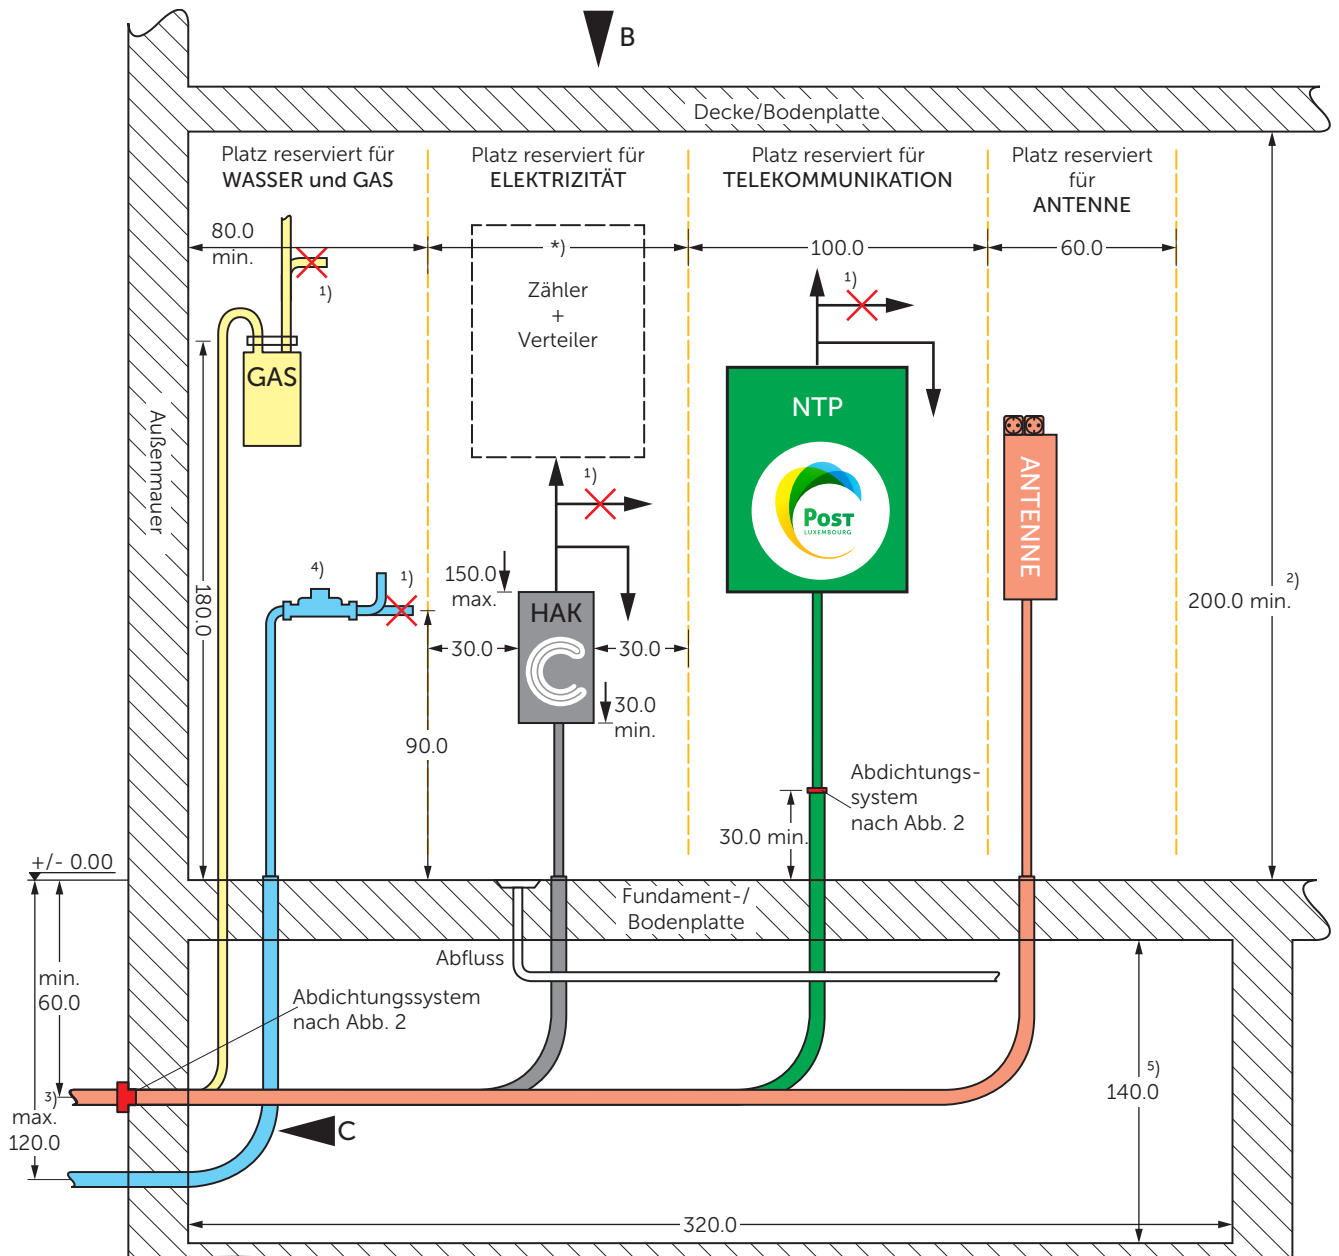 B
Decke/Bodenplatte
Platz reserviert für
WASSER und GAS
Platz reserviert für
ELEKTRIZITÄT
Platz reserviert für
TELEKOMMUNIKATION
Platz reserviert
für
ANTENNE
80.0
min.
*)
100.0
60.0
1)
1)
Zähler
+
Verteiler
GAS
NTP
Außenmauer
ANTENNE
POST
LUXEMBOURG
1)
4)
1)
150.0
max.
HAK
180.0
200.0 min. 2)
30.0
30.0
30.0
min.
90.0
Abdichtungs-
system
nach Abb. 2
30.0 min.
+/- 0.00
Fundament-/
Bodenplatte
Abfluss
min.
60.0
Abdichtungssystem
nach Abb. 2
5)
140.0
3)
max.
120.0
C
320.0